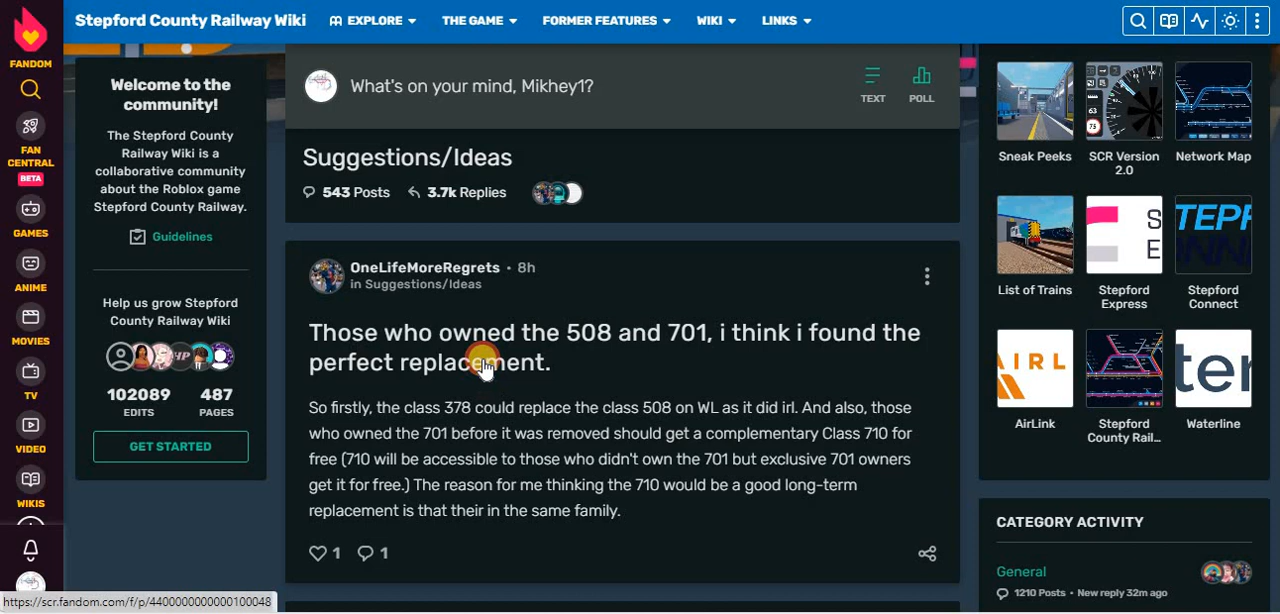 Stepford County Railway Wiki
EXPLORE
THE GAME
FORMER FEATURES
WIKI
LINKS
FANDOM
FAN
CENTRAL
BETA
GAMES
ANIME
MOVIES
TV
VIDEO
WIKIS
Welcome to the
community!
The Stepford County
Railway Wiki is a
collaborative community
about the Roblox game
Stepford County Railway.
Guidelines
Help us grow Stepford
County Railway Wiki
HP
102089
EDITS
487
PAGES
GET STARTED
What's on your mind, Mikhey1?
TEXT
POLL
Suggestions/Ideas
543 Posts
3.7k Replies
OneLifeMoreRegrets • 8h
in Suggestions/Ideas
Those who owned the 508 and 701, i think i found the
perfect replacement.
So firstly, the class 378 could replace the class 508 on WL as it did irl. And also, those
who owned the 701 before it was removed should get a complementary Class 710 for
free (710 will be accessible to those who didn't own the 701 but exclusive 701 owners
get it for free.) The reason for me thinking the 710 would be a good long-term
replacement is that their in the same family.
1
1
Sneak Peeks
SCR Version
2.0
Network Map
S
E
STEPF
ONNE
List of Trains
Stepford
Express
Stepford
Connect
AIRL
ter
AirLink
Stepford
County Rail...
Waterline
CATEGORY ACTIVITY
General
1210 Posts • New reply 32m ago
https://scr.fandom.com/f/p/4400000000000100048